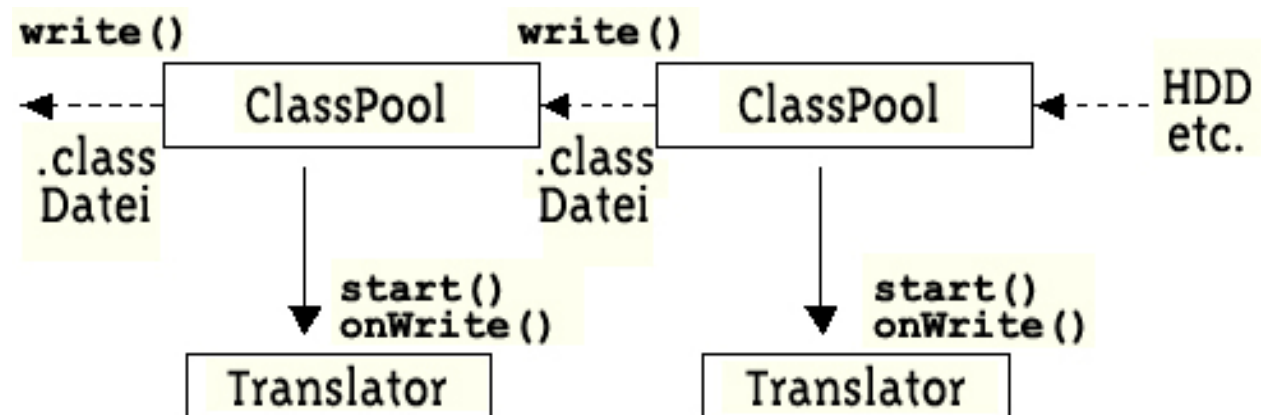 write()
write()
ClassPool
ClassPool
HDD
etc.
.class
Datei
.class
Datei
start()
onWrite()
start()
onWrite()
Translator
Translator